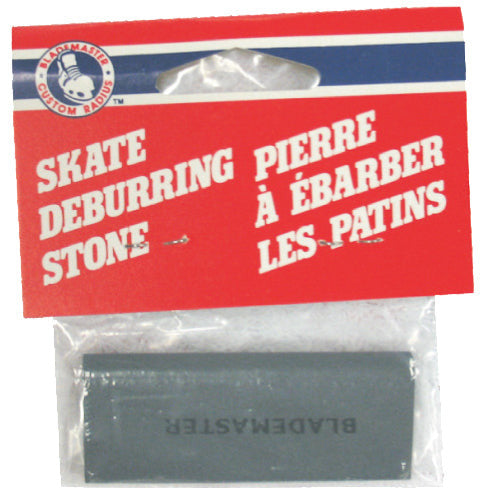 BLADEMASTER
CUSTOM RADIUS
™
SKATE
DEBURRING
STONE
PIERRE
À ÉBARBER
LES PATINS
BLADEMASTER